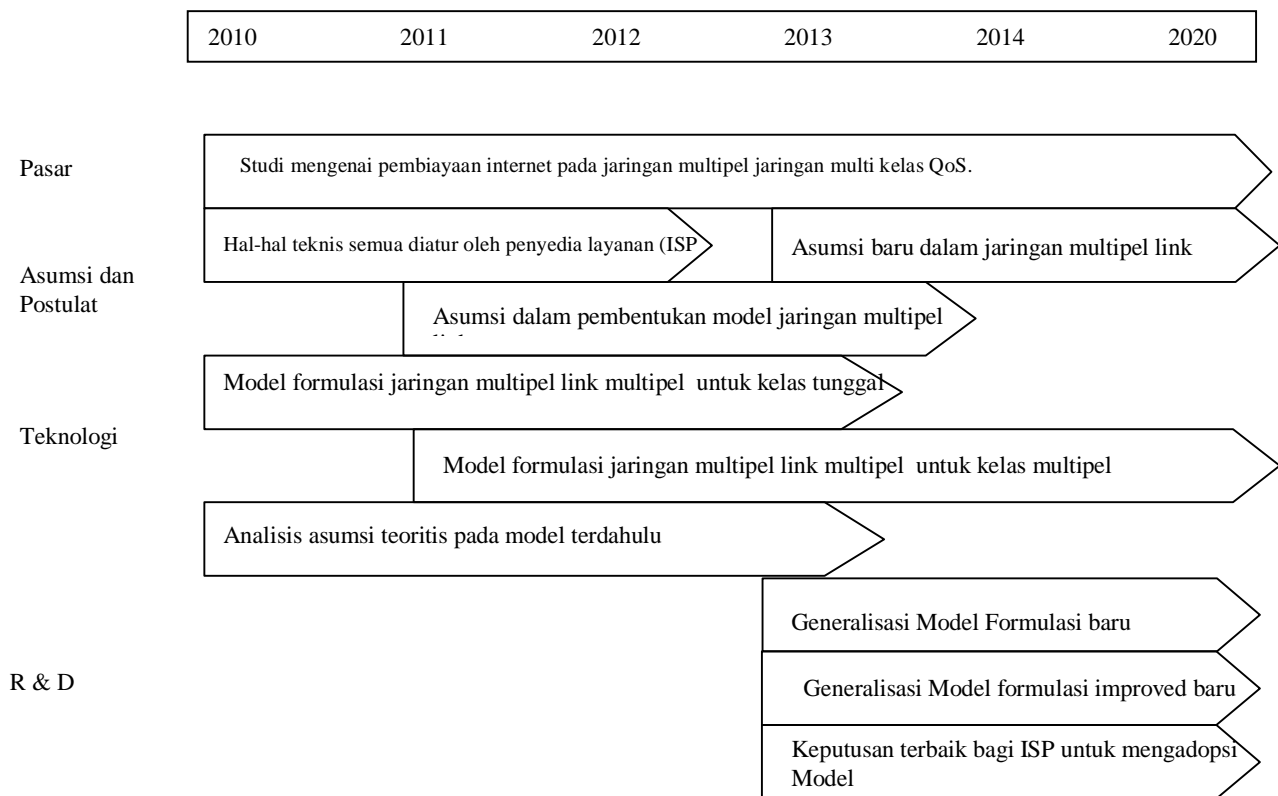 2010 2011 2012 2013 2014 2020
Pasar
Studi mengenai pembiayaan internet pada jaringan multipel jaringan multi kelas QoS.
Asumsi dan
Postulat
Hal-hal teknis semua diatur oleh penyedia layanan (ISP
Asumsi baru dalam jaringan multipel link
Asumsi dalam pembentukan model jaringan multipel
Teknologi
Model formulasi jaringan multipel link multipel untuk kelas tunggal
Model formulasi jaringan multipel link multipel untuk kelas multipel
Analisis asumsi teoritis pada model terdahulu
R & D
Generalisasi Model Formulasi baru
Generalisasi Model formulasi improved baru
Keputusan terbaik bagi ISP untuk mengadopsi
Model